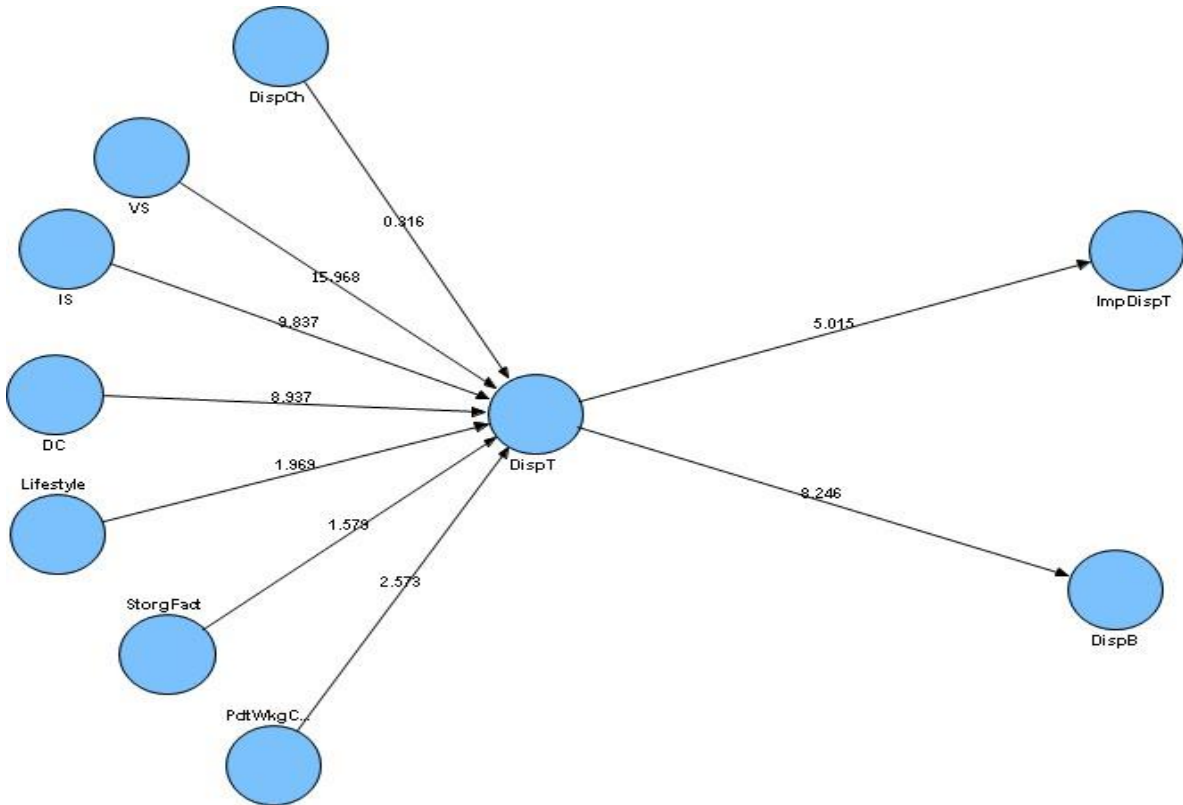 DispCh
VS
0.316
IS
15.968
9.837
ImpDispT
5.015
DC
8.937
DispT
Lifestyle
1.969
8.246
1.579
StorgFact
2.573
DispB
PdtWkgC...